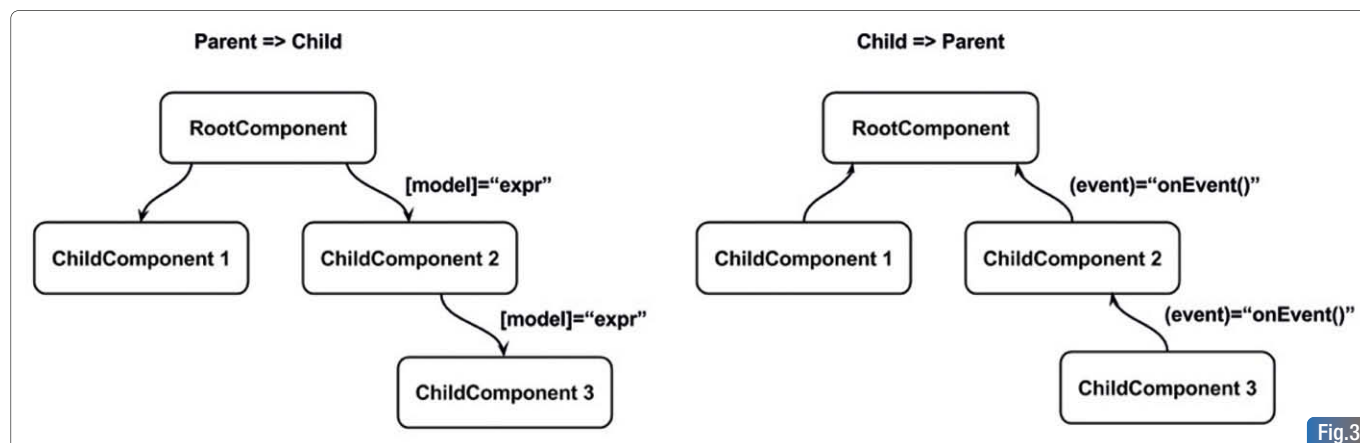 Parent => Child
RootComponent
[model]=“expr”
ChildComponent 1
ChildComponent 2
[model]=“expr”
ChildComponent 3
Child => Parent
RootComponent
(event)=“onEvent()”
ChildComponent 1
ChildComponent 2
(event)=“onEvent()”
ChildComponent 3
Fig.3